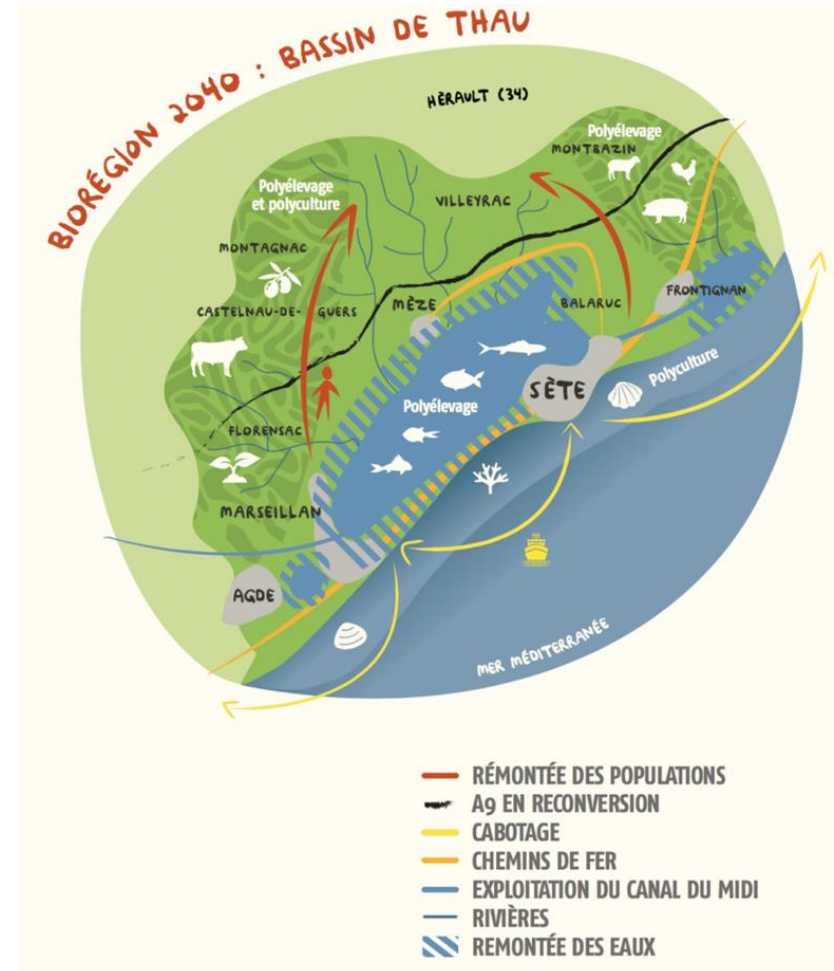 BIORÉGION 2040 : BASSIN DE THAU
HÉRAULT (34)
Polyélevage
MONTBAZIN
Polyélevage
et polyculture
VILLEYRAC
MONTAGNAC
CASTELNAU-DE-GUERS
MÈZE
BALARUC
FRONTIGNAN
SÈTE
Polyculture
Polyélevage
FLORENSAC
MARSEILLAN
AGDE
MER MÉDITERRANÉE
RÉMONTÉE DES POPULATIONS
A9 EN RECONVERSION
CABOTAGE
CHEMINS DE FER
EXPLOITATION DU CANAL DU MIDI
RIVIÈRES
REMONTÉE DES EAUX